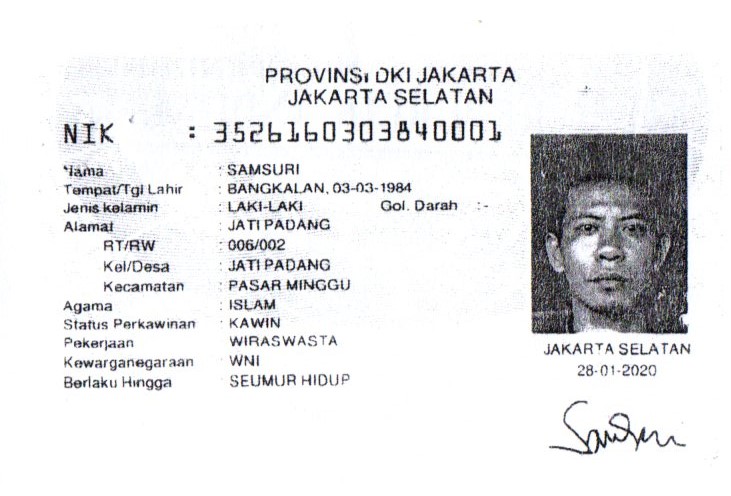 PROVINSI DKI JAKARTA
JAKARTA SELATAN
NIK : 3526160303840001
Nama : SAMSURI
Tempat/Tgl Lahir : BANGKALAN, 03-03-1984
Jenis kelamin : LAKI-LAKI Gol. Darah : -
Alamat : JATI PADANG
RT/RW : 006/002
Kel/Desa : JATI PADANG
Kecamatan : PASAR MINGGU
Agama : ISLAM
Status Perkawinan : KAWIN
Pekerjaan : WIRASWASTA
Kewarganegaraan : WNI
Berlaku Hingga : SEUMUR HIDUP
JAKARTA SELATAN
28-01-2020